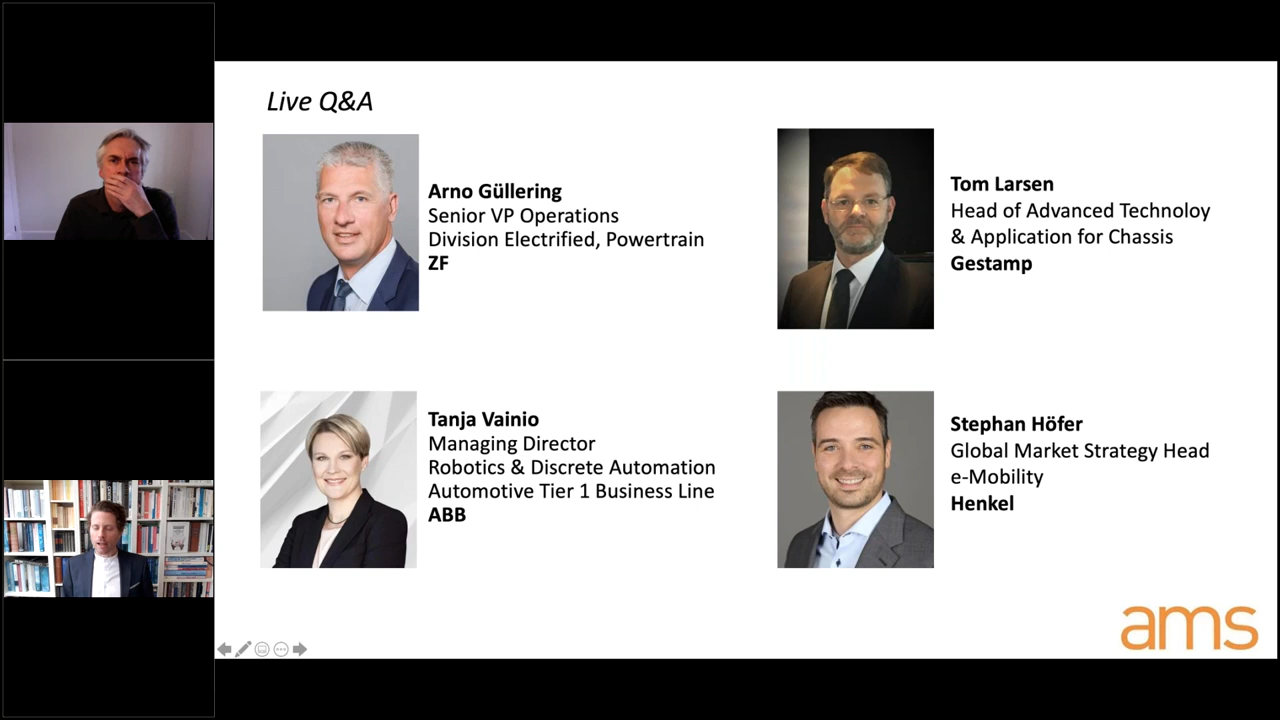 Live Q&A
Arno Güllering
Senior VP Operations
Division Electrified, Powertrain
ZF
Tom Larsen
Head of Advanced Technoloy
& Application for Chassis
Gestamp
Tanja Vainio
Managing Director
Robotics & Discrete Automation
Automotive Tier 1 Business Line
ABB
Stephan Höfer
Global Market Strategy Head
e-Mobility
Henkel
ams